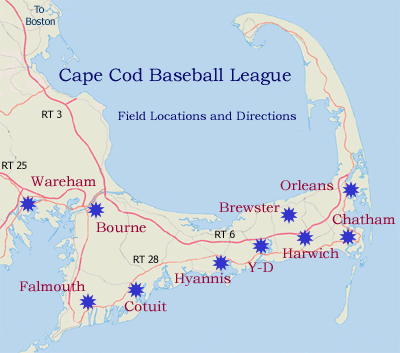 To
Boston
Cape Cod Baseball League
RT 3
Field Locations and Directions
RT 25
Wareham
Orleans
Brewster
Chatham
Bourne
RT 6
Harwich
RT 28
Y-D
Hyannis
Falmouth
Cotuit